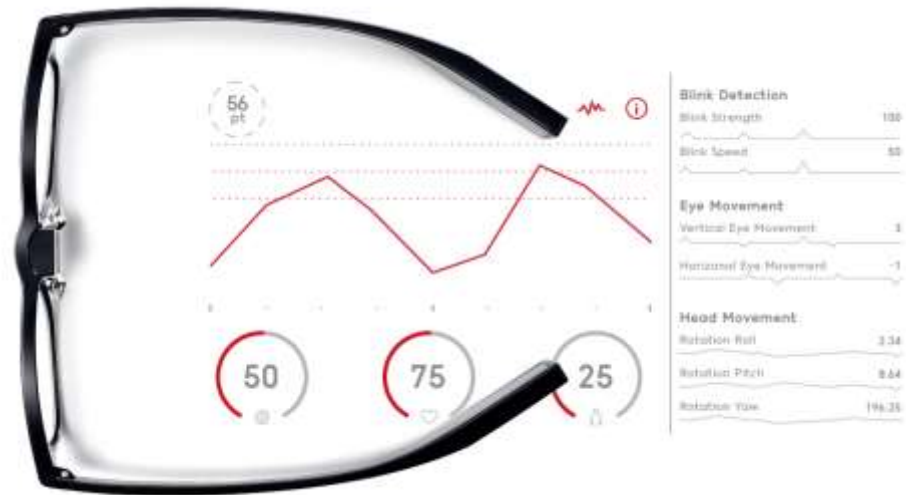 56
pt
Blink Detection
Blink Strength 100
Blink Speed 50
Eye Movement
Vertical Eye Movement 3
Horizonal Eye Movement -1
Head Movement
Rotation Roll 2.34
Rotation Pitch 8.64
Rotation Yaw 196.25
50
75
25